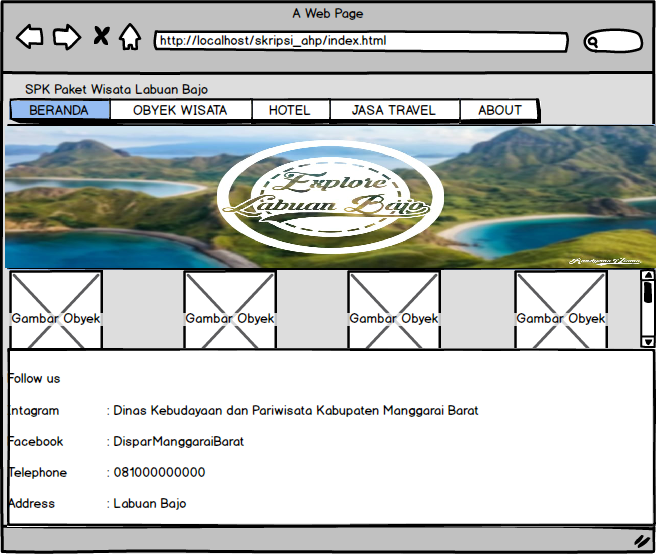 A Web Page
http://localhost/skripsi_ahp/index.html
SPK Paket Wisata Labuan Bajo
BERANDA OBYEK WISATA HOTEL JASA TRAVEL ABOUT
Explore
Labuan Bajo
Gambar Obyek Gambar Obyek Gambar Obyek Gambar Obyek
Follow us
Intagram : Dinas Kebudayaan dan Pariwisata Kabupaten Manggarai Barat
Facebook : DisparManggaraiBarat
Telephone : 081000000000
Address : Labuan Bajo